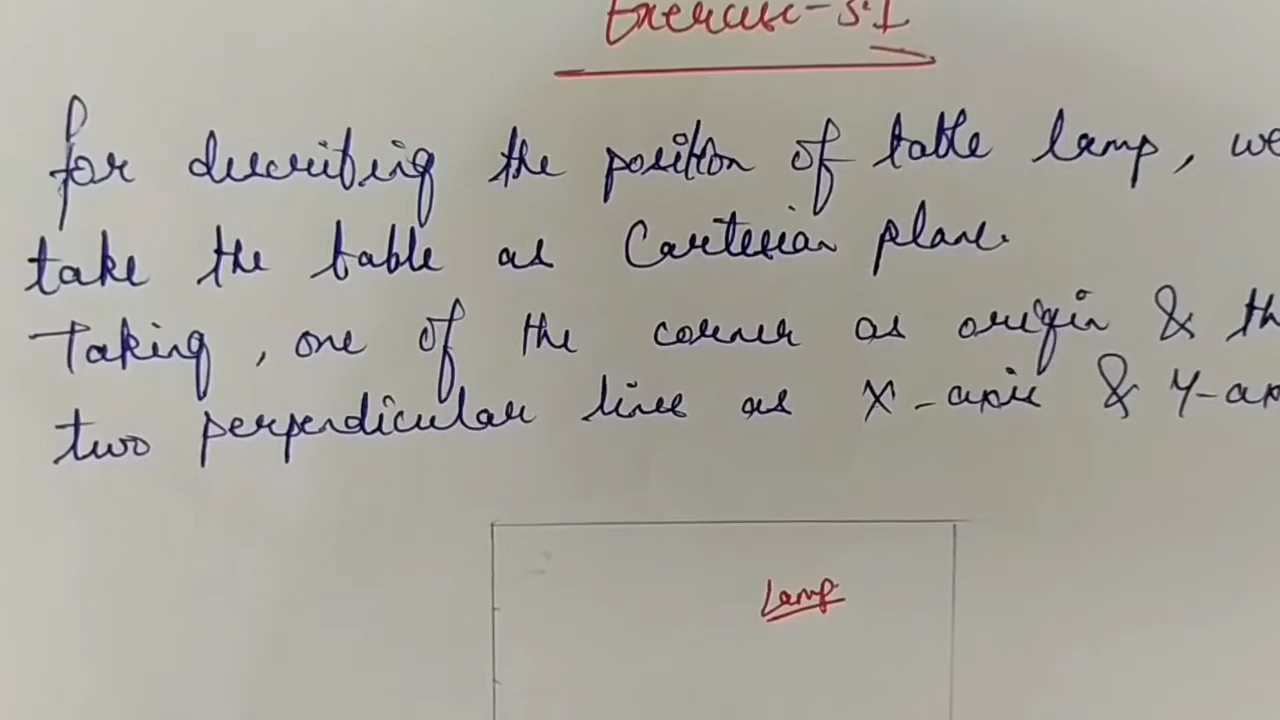 Exercise-3.1
for describing the position of table lamp, we
take the table as Cartesian plane.
Taking, one of the corner as origin & th
two perpendicular lines as X-axis & Y-ax
Lamp